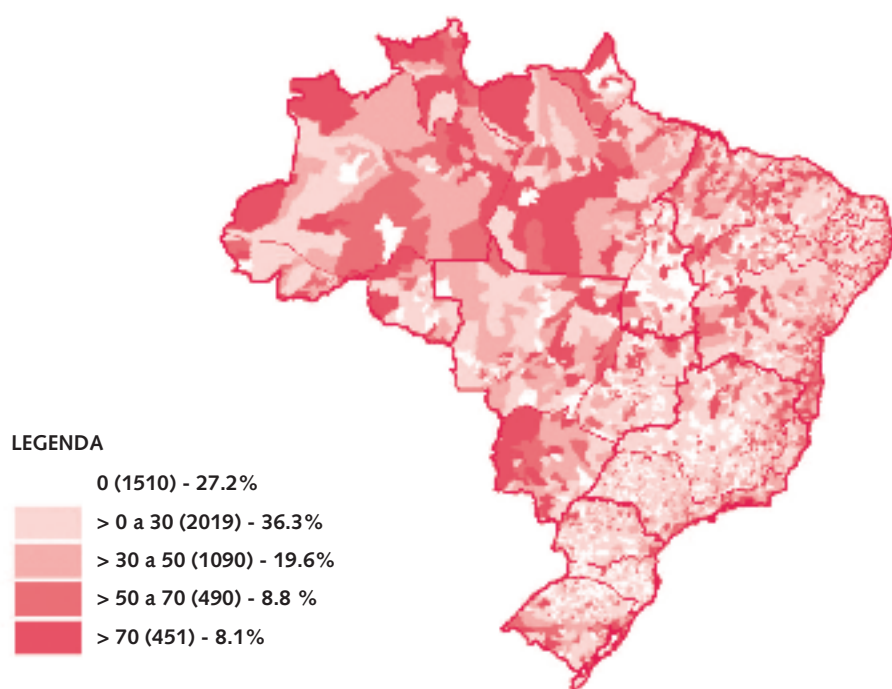 LEGENDA
0 (1510) - 27.2%
> 0 a 30 (2019) - 36.3%
> 30 a 50 (1090) - 19.6%
> 50 a 70 (490) - 8.8 %
> 70 (451) - 8.1%